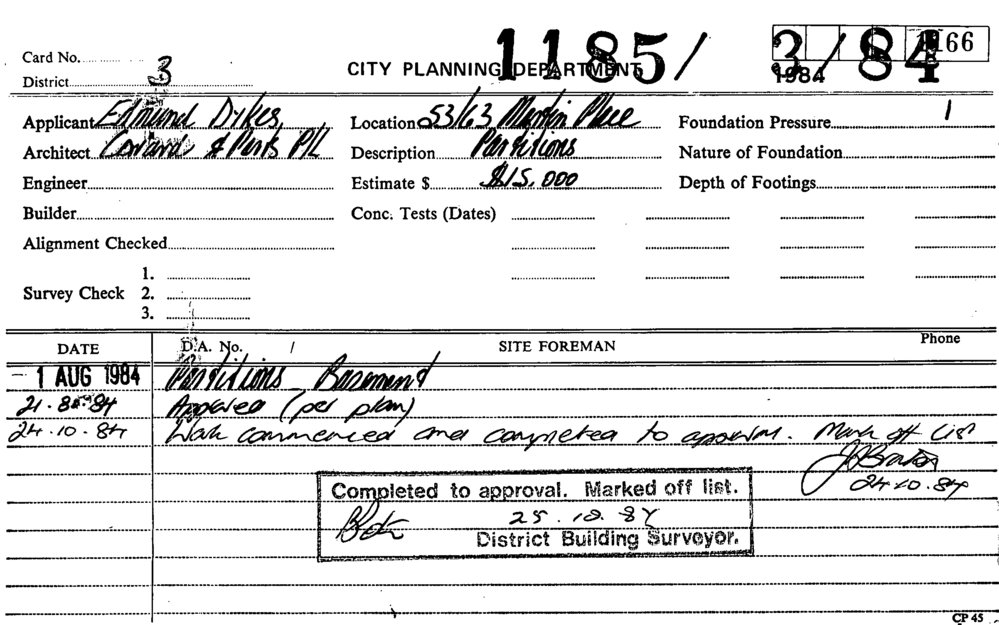 1185/ 3/84 66
Card No.
CITY PLANNING DEPARTMENT 1984
District 3
Applicant Edmund Dykes Location 53/63 Martin Place Foundation Pressure 1
Architect & P/L Description Partitions Nature of Foundation
Engineer Estimate $ $15,000 Depth of Footings
Builder Conc. Tests (Dates)
Alignment Checked
1.
Survey Check 2.
3.
DATE D.A. No. / SITE FOREMAN Phone
- 1 AUG 1984 Partitions - Basement
21.8.84 Approved (per plan)
24.10.84 Work commenced and completed to approval. Mark off list
24.10.84
Completed to approval. Marked off list.
25.10.84
District Building Surveyor.
CP 45